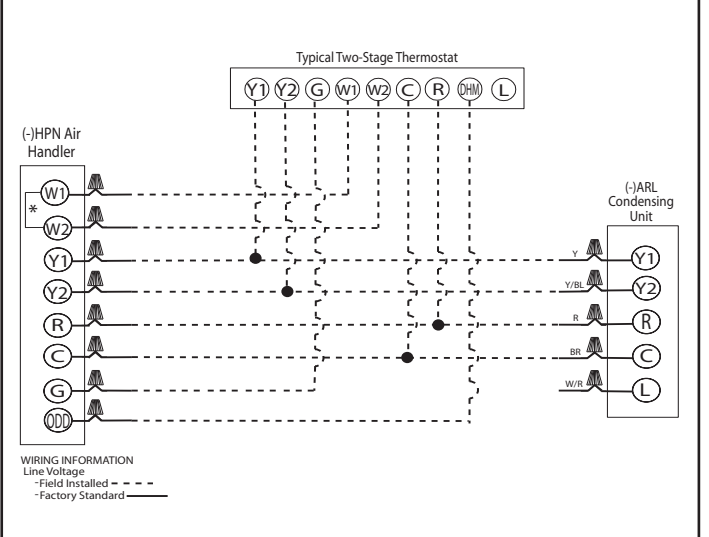 Typical Two-Stage Thermostat
Y1 Y2 G W1 W2 C R DHM L
(-)HPN Air
Handler
W1
*
W2
Y1
Y2
R
C
G
ODD
(-)ARL
Condensing
Unit
Y Y1
Y/BL Y2
R R
BR C
W/R L
WIRING INFORMATION
Line Voltage
-Field Installed
-Factory Standard